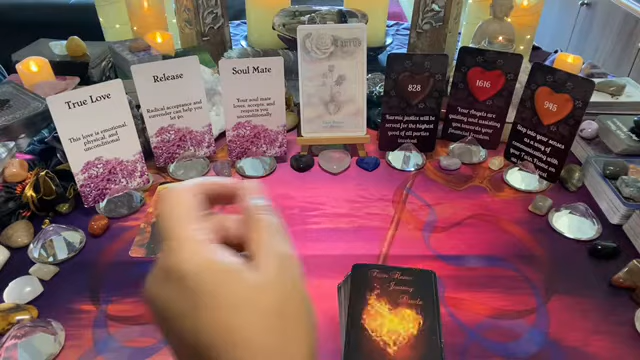 True Love
This love is emotional,
physical, and
unconditional
Release
Radical acceptance and
surrender can help you
let go
Soul Mate
Your soul mate
loves, accepts, and
respects you
unconditionally
828
Karmic justice will be
served for the highest
good of all parties
involved
1616
Your Angels are
guiding and assisting
you towards your
financial freedom
945
Step into your senses
as a way of
communicating with
your Twin Flame
Twin Flame
Journey
Oracle